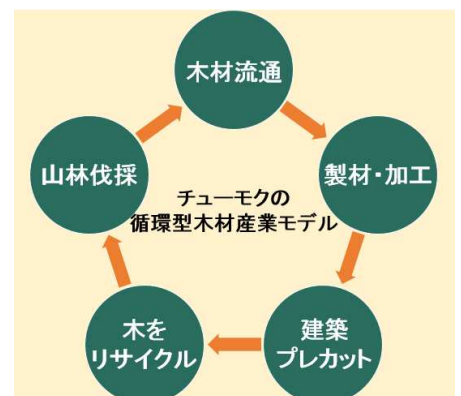 木材流通
製材・加工
建築
プレカット
木を
リサイクル
山林伐採
チューモクの
循環型木材産業モデル